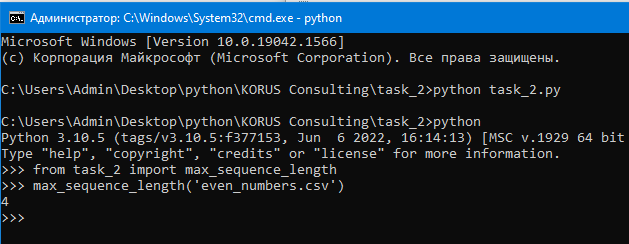 Администратор: C:\Windows\System32\cmd.exe - python
Microsoft Windows [Version 10.0.19042.1566]
(c) Корпорация Майкрософт (Microsoft Corporation). Все права защищены.
C:\Users\Admin\Desktop\python\KORUS Consulting\task_2>python task_2.py
C:\Users\Admin\Desktop\python\KORUS Consulting\task_2>python
Python 3.10.5 (tags/v3.10.5:f377153, Jun  6 2022, 16:14:13) [MSC v.1929 64 bit
Type "help", "copyright", "credits" or "license" for more information.
>>> from task_2 import max_sequence_length
>>> max_sequence_length('even_numbers.csv')
4
>>>